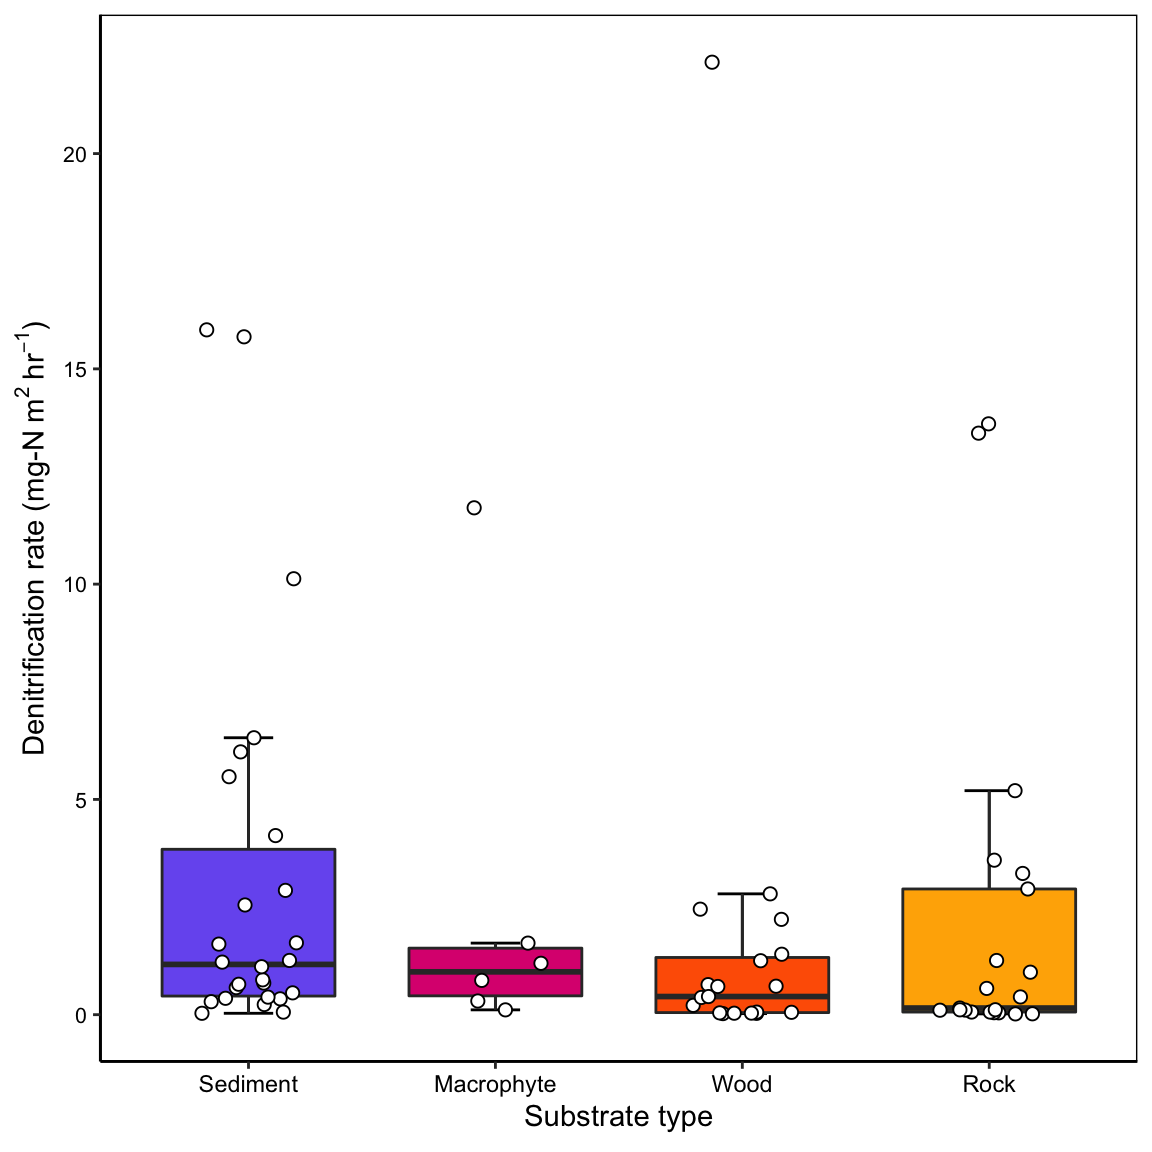 Denitrification rate (mg-N m² hr⁻¹)
20
15
10
5
0
Sediment Macrophyte Wood Rock
Substrate type